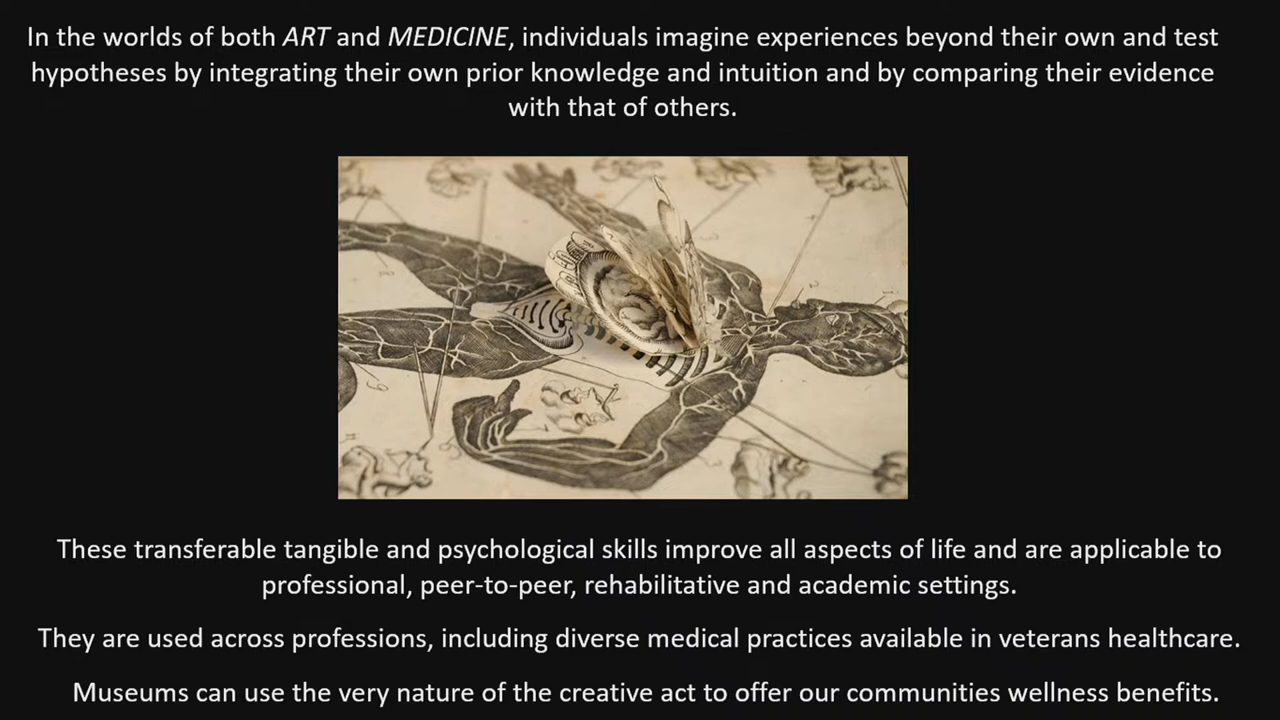 In the worlds of both ART and MEDICINE, individuals imagine experiences beyond their own and test
hypotheses by integrating their own prior knowledge and intuition and by comparing their evidence
with that of others.
These transferable tangible and psychological skills improve all aspects of life and are applicable to
professional, peer-to-peer, rehabilitative and academic settings.
They are used across professions, including diverse medical practices available in veterans healthcare.
Museums can use the very nature of the creative act to offer our communities wellness benefits.